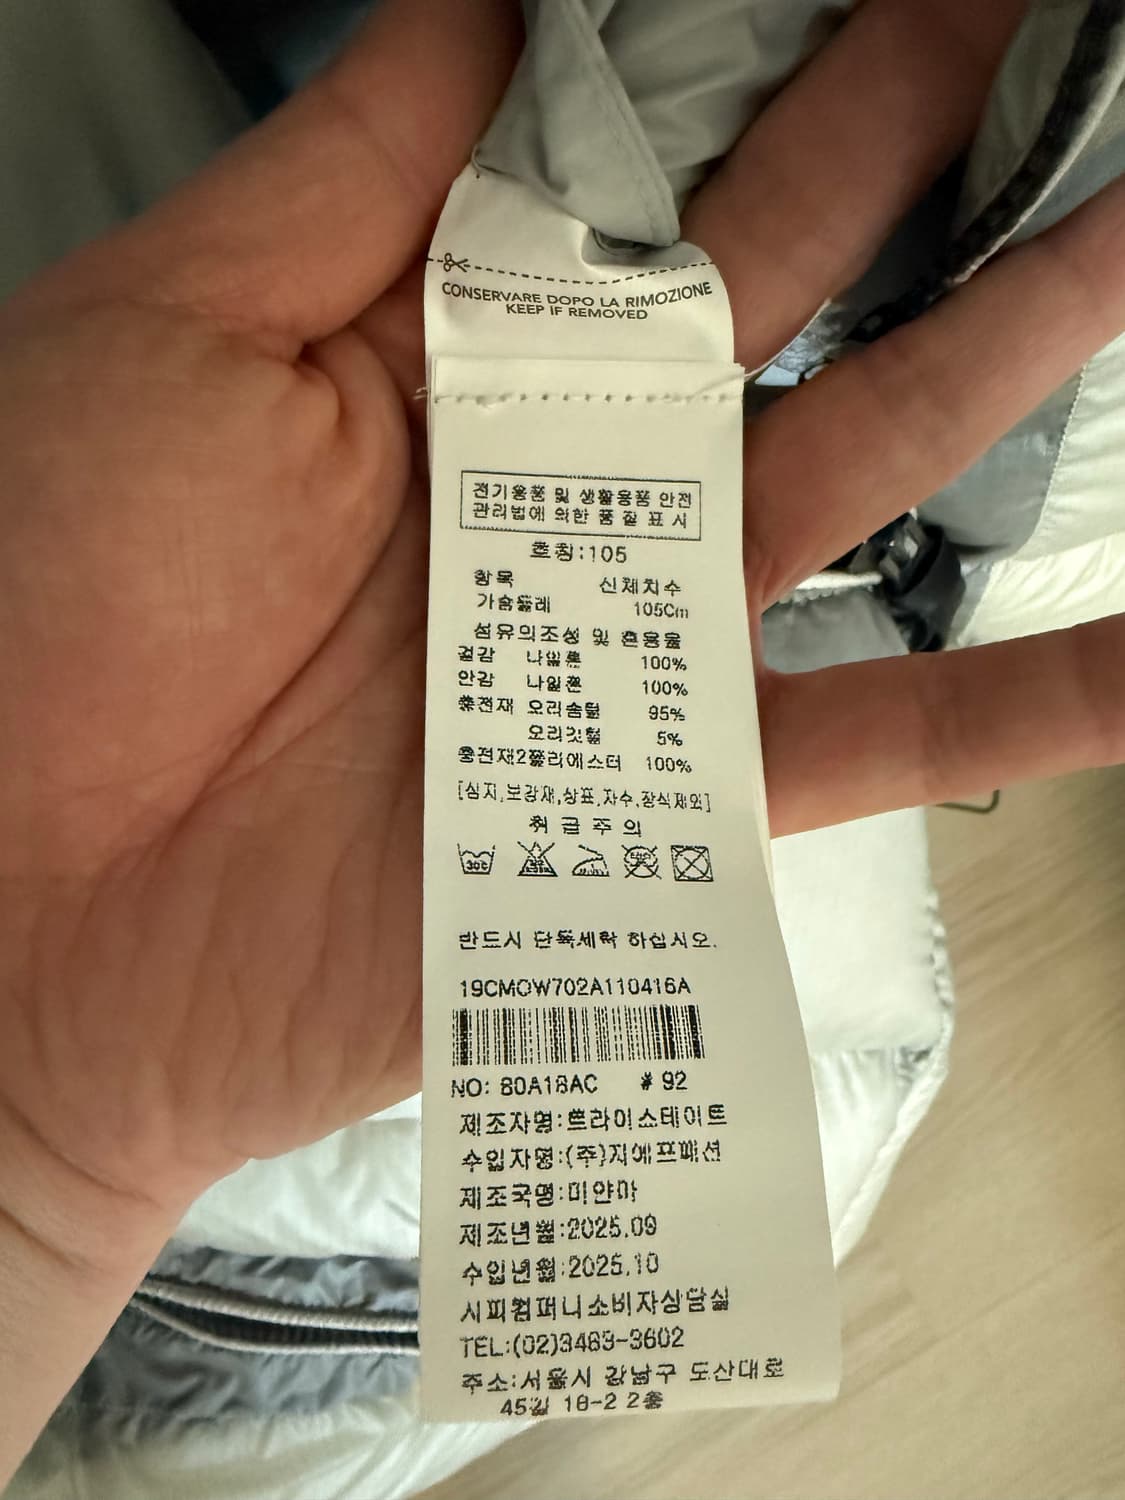 CONSERVARE DOPO LA RIMOZIONE
KEEP IF REMOVED
전기용품 및 생활용품 안전
관리법에 의한 품 질 표 시
호칭:105
항목 신체치수
가슴둘레 105Cm
섬유의조성 및 혼용율
겉감 나일론 100%
안감 나일론 100%
충전재 오리솜털 95%
오리깃털 5%
충전재2폴리에스터 100%
[심지,보강재,상표,자수,장식제외]
취 급 주 의
30C
반드시 단독세탁 하십시오.
19CMOW702A110416A
NO: 80A18AC # 92
제조자명:트라이스테이트
수입자명:(주)지에프패션
제조국명:미얀마
제조년월:2025.09
수입년월:2025.10
시피컴퍼니소비자상담실
TEL:(02)3483-3602
주소:서울시 강남구 도산대로
45길 18-2 2층